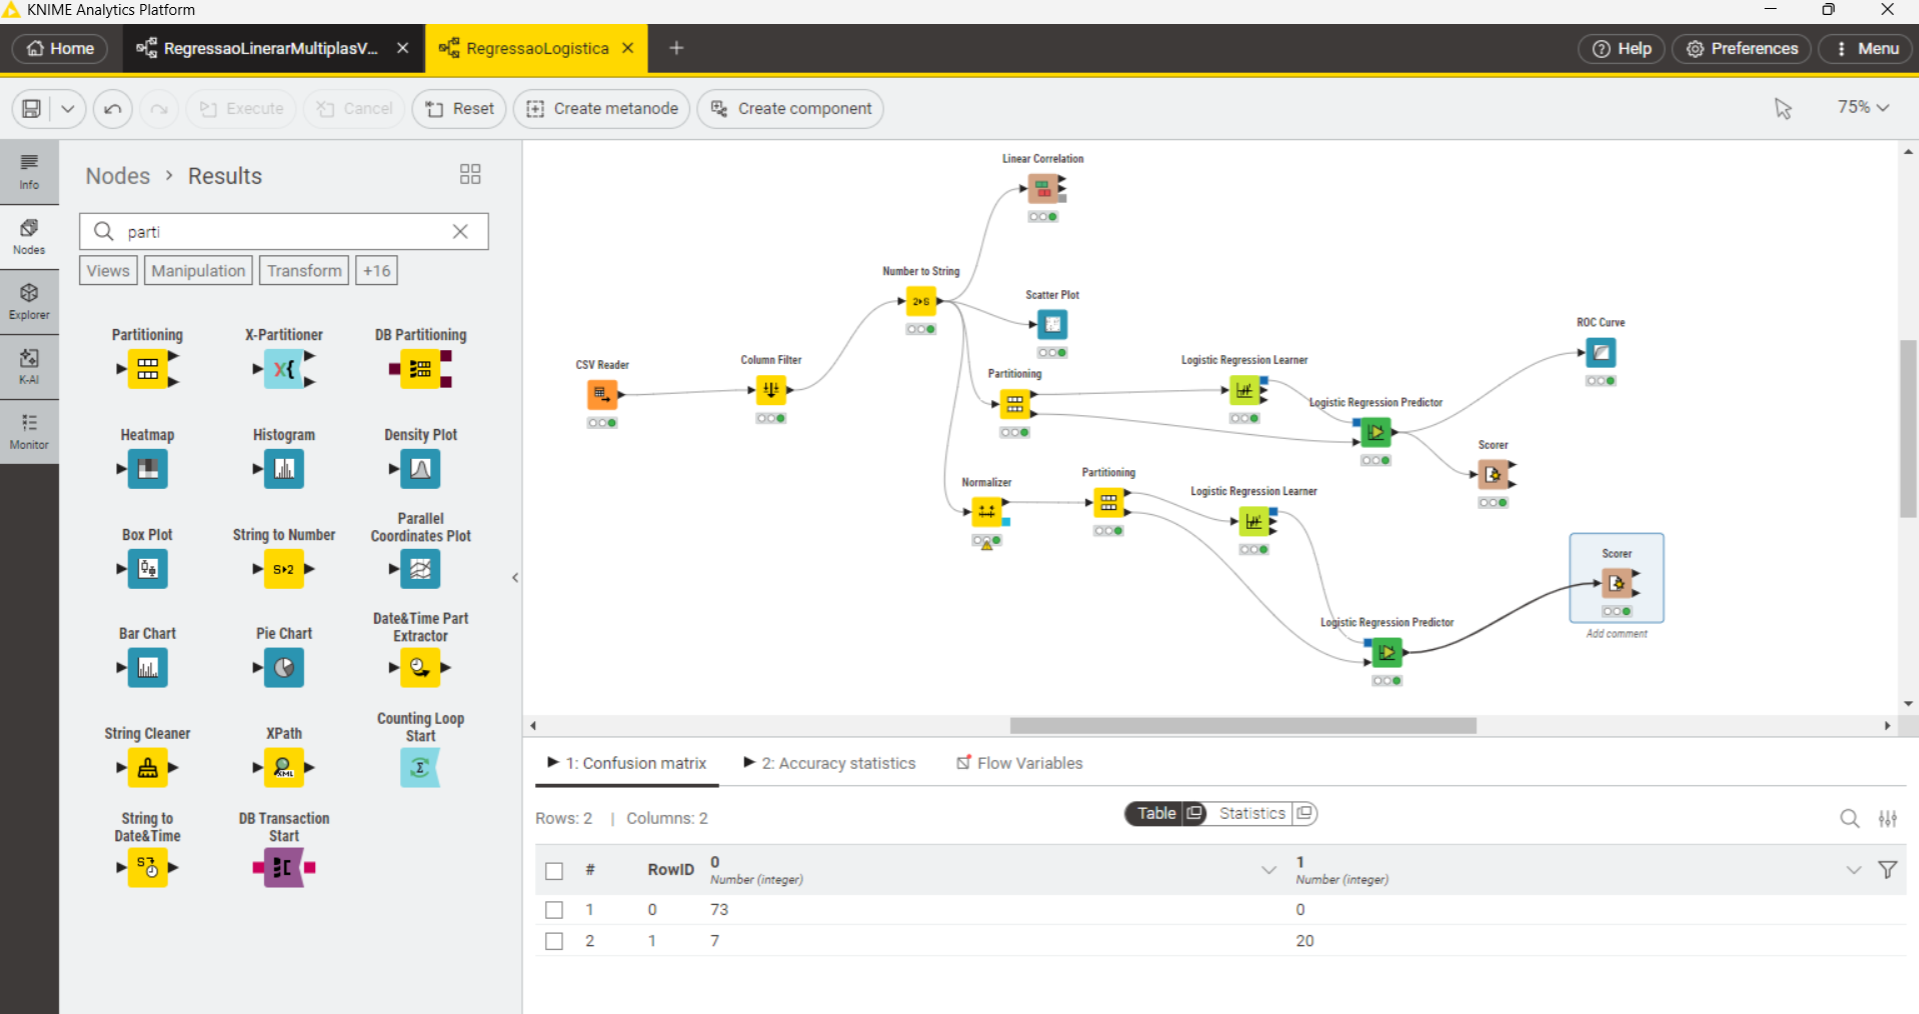 KNIME Analytics Platform
Home
RegressaoLinerarMultiplasV...
RegressaoLogistica
Help
Preferences
Menu
Execute
Cancel
Reset
Create metanode
Create component
75%
Info
Nodes
Explorer
K-AI
Monitor
Nodes > Results
parti
Views
Manipulation
Transform
+16
Partitioning
X-Partitioner
DB Partitioning
Heatmap
Histogram
Density Plot
Box Plot
String to Number
S▸2
Parallel
Coordinates Plot
Bar Chart
Pie Chart
Date&Time Part
Extractor
String Cleaner
XPath
XML
Counting Loop
Start
String to
Date&Time
DB Transaction
Start
Linear Correlation
Number to String
2▸S
Scatter Plot
ROC Curve
CSV Reader
Column Filter
Partitioning
Logistic Regression Learner
Logistic Regression Predictor
Scorer
Normalizer
Partitioning
Logistic Regression Learner
Scorer
Add comment
Logistic Regression Predictor
1: Confusion matrix
2: Accuracy statistics
Flow Variables
Rows: 2 | Columns: 2
Table
Statistics
# RowID 0 Number (integer) 1 Number (integer)
1 0 73 0
2 1 7 20